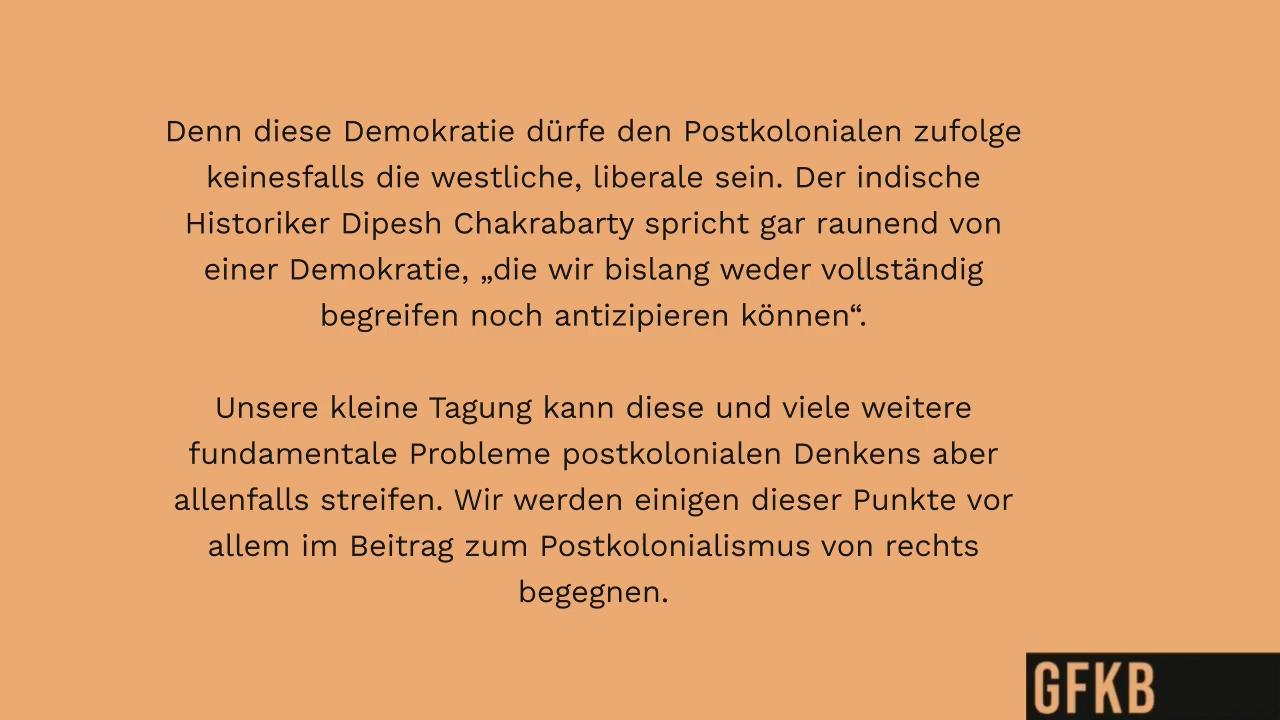 Denn diese Demokratie dürfe den Postkolonialen zufolge
keinesfalls die westliche, liberale sein. Der indische
Historiker Dipesh Chakrabarty spricht gar raunend von
einer Demokratie, „die wir bislang weder vollständig
begreifen noch antizipieren können“.
Unsere kleine Tagung kann diese und viele weitere
fundamentale Probleme postkolonialen Denkens aber
allenfalls streifen. Wir werden einigen dieser Punkte vor
allem im Beitrag zum Postkolonialismus von rechts
begegnen.
GFKB